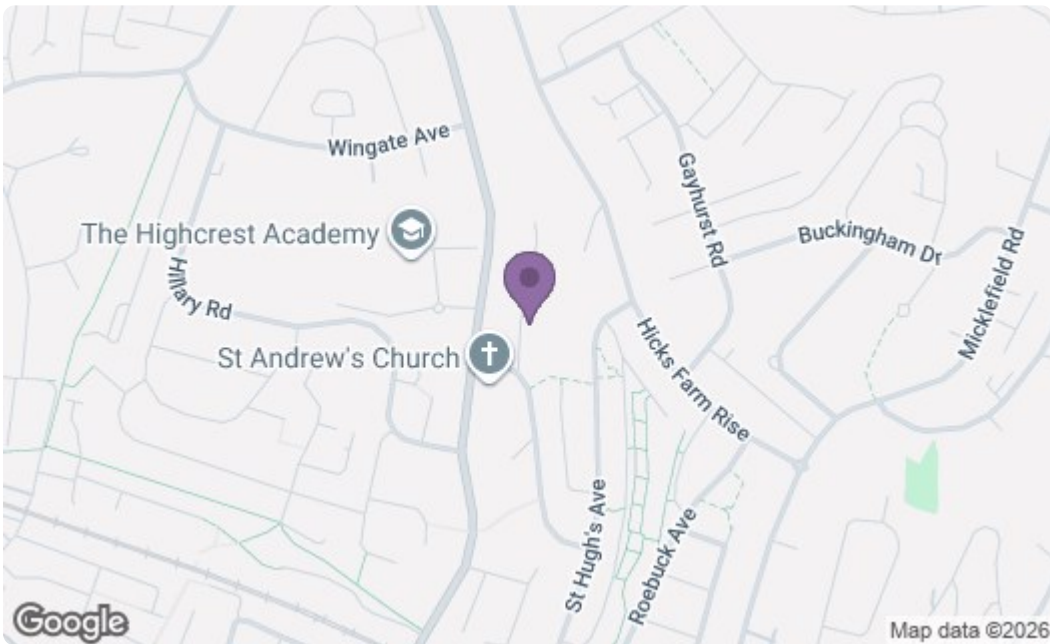 Wingate Ave
Gayhurst Rd
The Highcrest Academy
Buckingham Dr
Micklefield Rd
Hillary Rd
St Andrew's Church
Hicks Farm Rise
St Hugh's Ave
Roebuck Ave
Google
Map data ©2026